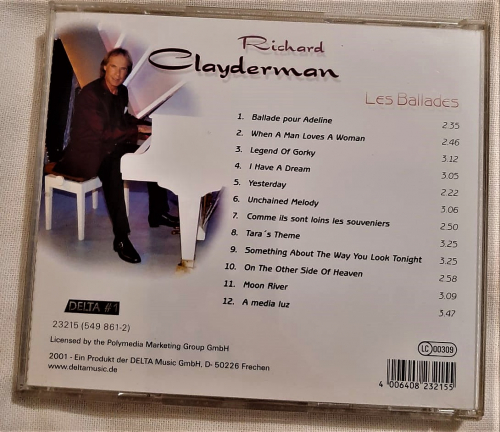 Richard
Clayderman
Les Ballades
1. Ballade pour Adeline 2:35
2. When A Man Loves A Woman 2:46
3. Legend Of Gorky 3:12
4. I Have A Dream 3:05
5. Yesterday 2:22
6. Unchained Melody 3:06
7. Comme ils sont loins les souveniers 2:50
8. Tara´s Theme 3:25
9. Something About The Way You Look Tonight 3:25
10. On The Other Side Of Heaven 2:58
11. Moon River 3:09
12. A media luz 3:47
DELTA #1
23215 (549 861-2)
Licensed by the Polymedia Marketing Group GmbH
2001 - Ein Produkt der DELTA Music GmbH, D- 50226 Frechen
www.deltamusic.de
LC 00309
4 006408 232155